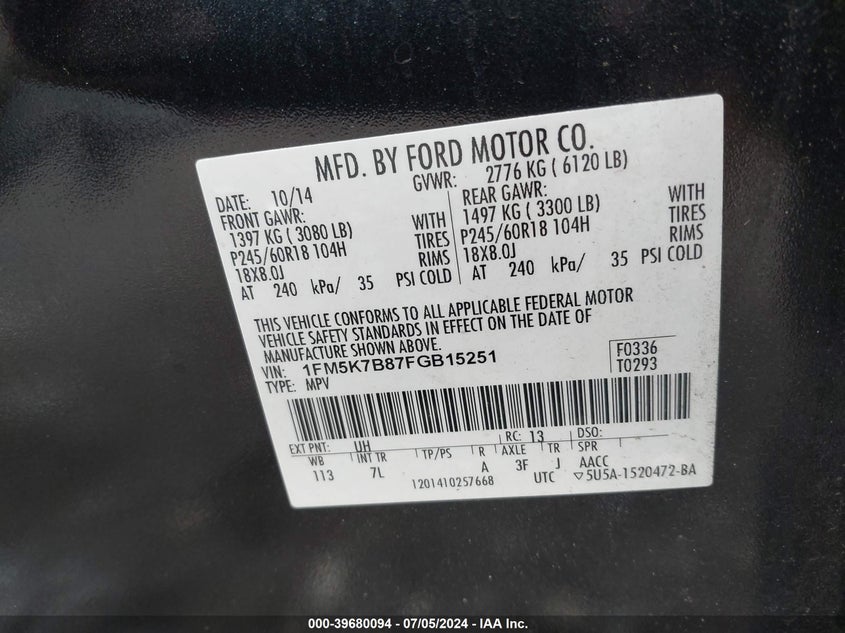 MFD. BY FORD MOTOR CO.
DATE: 10/14 GVWR: 2776 KG ( 6120 LB)
FRONT GAWR: REAR GAWR:
1397 KG ( 3080 LB) WITH 1497 KG ( 3300 LB) WITH
P245/60R18 104H TIRES P245/60R18 104H TIRES
18X8.0J RIMS 18X8.0J RIMS
AT 240 kPa/ 35 PSI COLD AT 240 kPa/ 35 PSI COLD
THIS VEHICLE CONFORMS TO ALL APPLICABLE FEDERAL MOTOR
VEHICLE SAFETY STANDARDS IN EFFECT ON THE DATE OF
MANUFACTURE SHOWN ABOVE.
VIN: 1FM5K7B87FGB15251 F0336
TYPE: MPV T0293
EXT PNT: UH RC: 13 DSO:
WB INT TR TP/PS R AXLE TR SPR
113 7L A 3F J AACC
1201410257668 UTC ▽5U5A-1520472-BA
000-39680094 / 07/05/2024 - IAA Inc.